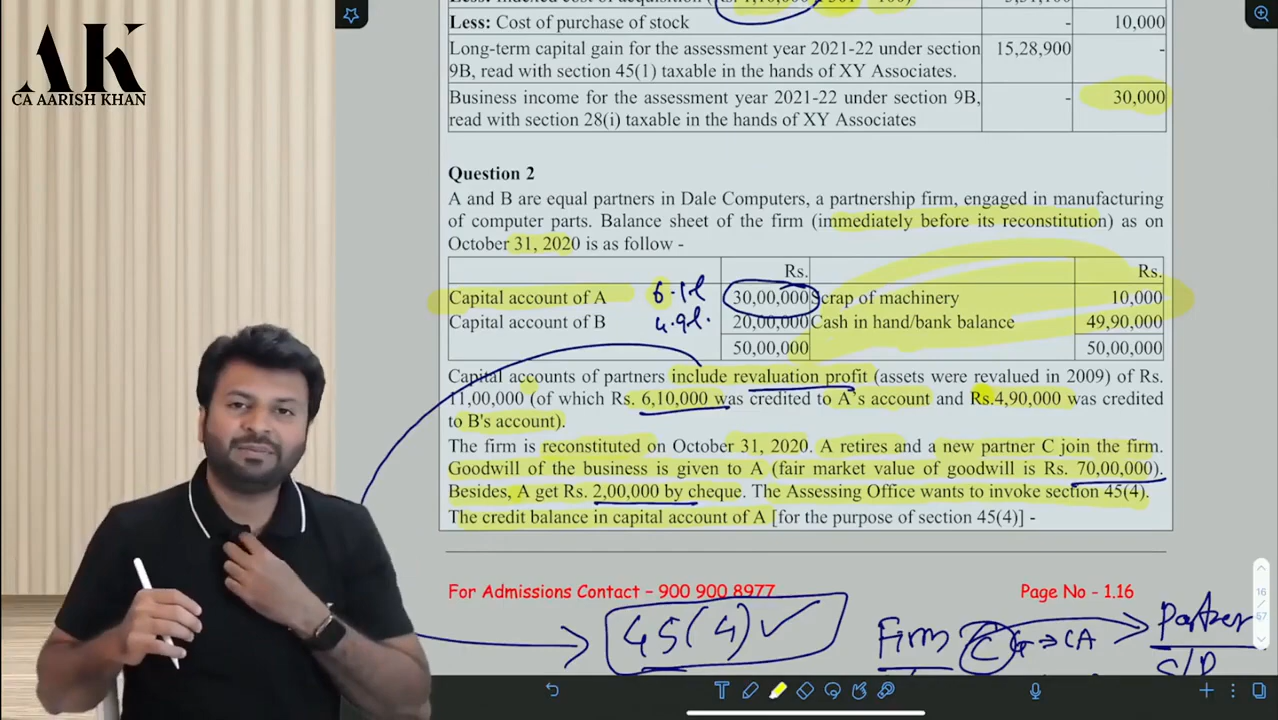 AK
CA AARISH KHAN
Less: Cost of purchase of stock - 10,000
Long-term capital gain for the assessment year 2021-22 under section 15,28,900 -
9B, read with section 45(1) taxable in the hands of XY Associates.
Business income for the assessment year 2021-22 under section 9B, - 30,000
read with section 28(i) taxable in the hands of XY Associates
Question 2
A and B are equal partners in Dale Computers, a partnership firm, engaged in manufacturing
of computer parts. Balance sheet of the firm (immediately before its reconstitution) as on
October 31, 2020 is as follow -
Rs. Rs.
Capital account of A 6.1l 30,00,000 Scrap of machinery 10,000
Capital account of B 4.9l. 20,00,000 Cash in hand/bank balance 49,90,000
50,00,000 50,00,000
Capital accounts of partners include revaluation profit (assets were revalued in 2009) of Rs.
11,00,000 (of which Rs. 6,10,000 was credited to A's account and Rs.4,90,000 was credited
to B's account).
The firm is reconstituted on October 31, 2020. A retires and a new partner C join the firm.
Goodwill of the business is given to A (fair market value of goodwill is Rs. 70,00,000).
Besides, A get Rs. 2,00,000 by cheque. The Assessing Office wants to invoke section 45(4).
The credit balance in capital account of A [for the purpose of section 45(4)] -
For Admissions Contact – 900 900 8977 Page No - 1.16
45(4) ✓ Firm CG → CA Partner
16
57
T